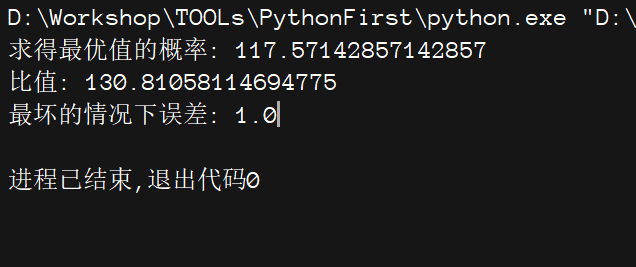 D:\Workshop\TOOLs\PythonFirst\python.exe "D:\
求得最优值的概率: 117.57142857142857
比值: 130.81058114694775
最坏的情况下误差: 1.0
进程已结束,退出代码0